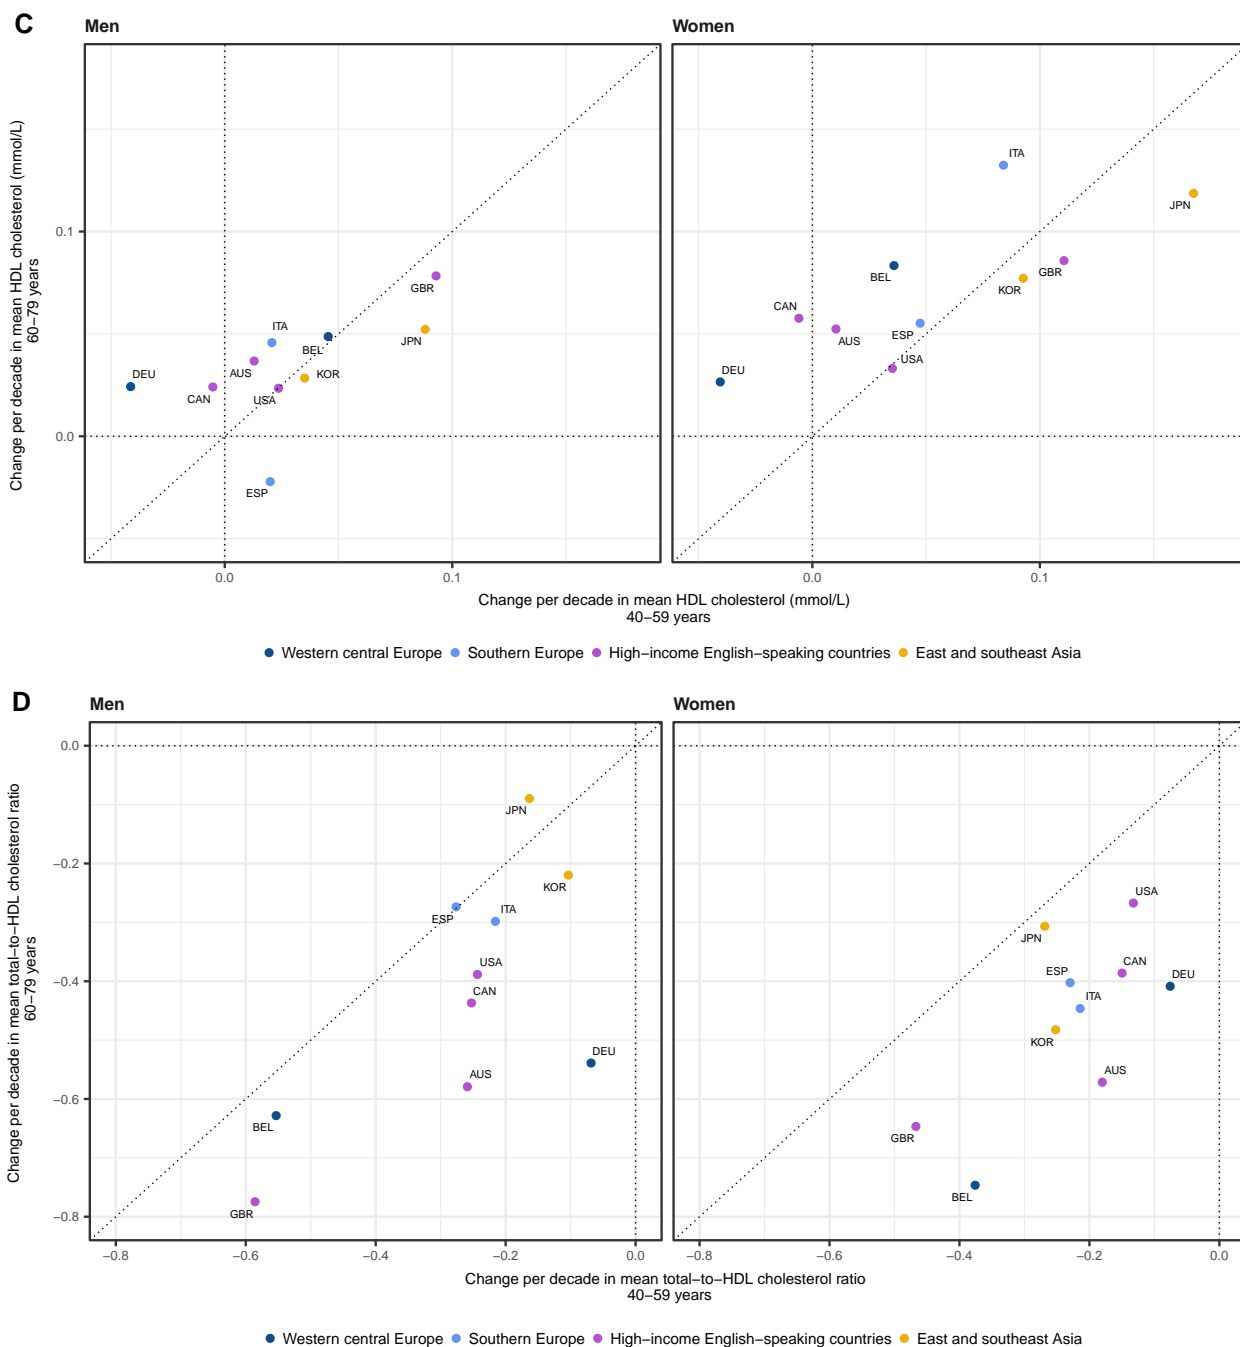 C
Men
Women
Change per decade in mean HDL cholesterol (mmol/L)
60−79 years
0.1
0.0
DEU
CAN
ITA
AUS
USA
BEL
KOR
GBR
JPN
ESP
ITA
JPN
BEL
GBR
KOR
CAN
AUS
ESP
USA
DEU
0.0
0.1
0.0
0.1
Change per decade in mean HDL cholesterol (mmol/L)
40−59 years
Western central Europe
Southern Europe
High−income English−speaking countries
East and southeast Asia
D
Men
Women
Change per decade in mean total−to−HDL cholesterol ratio
60−79 years
0.0
−0.2
−0.4
−0.6
−0.8
JPN
KOR
ESP
ITA
USA
CAN
DEU
AUS
BEL
GBR
USA
JPN
CAN
ESP
DEU
ITA
KOR
AUS
GBR
BEL
−0.8
−0.6
−0.4
−0.2
0.0
−0.8
−0.6
−0.4
−0.2
0.0
Change per decade in mean total−to−HDL cholesterol ratio
40−59 years
Western central Europe
Southern Europe
High−income English−speaking countries
East and southeast Asia